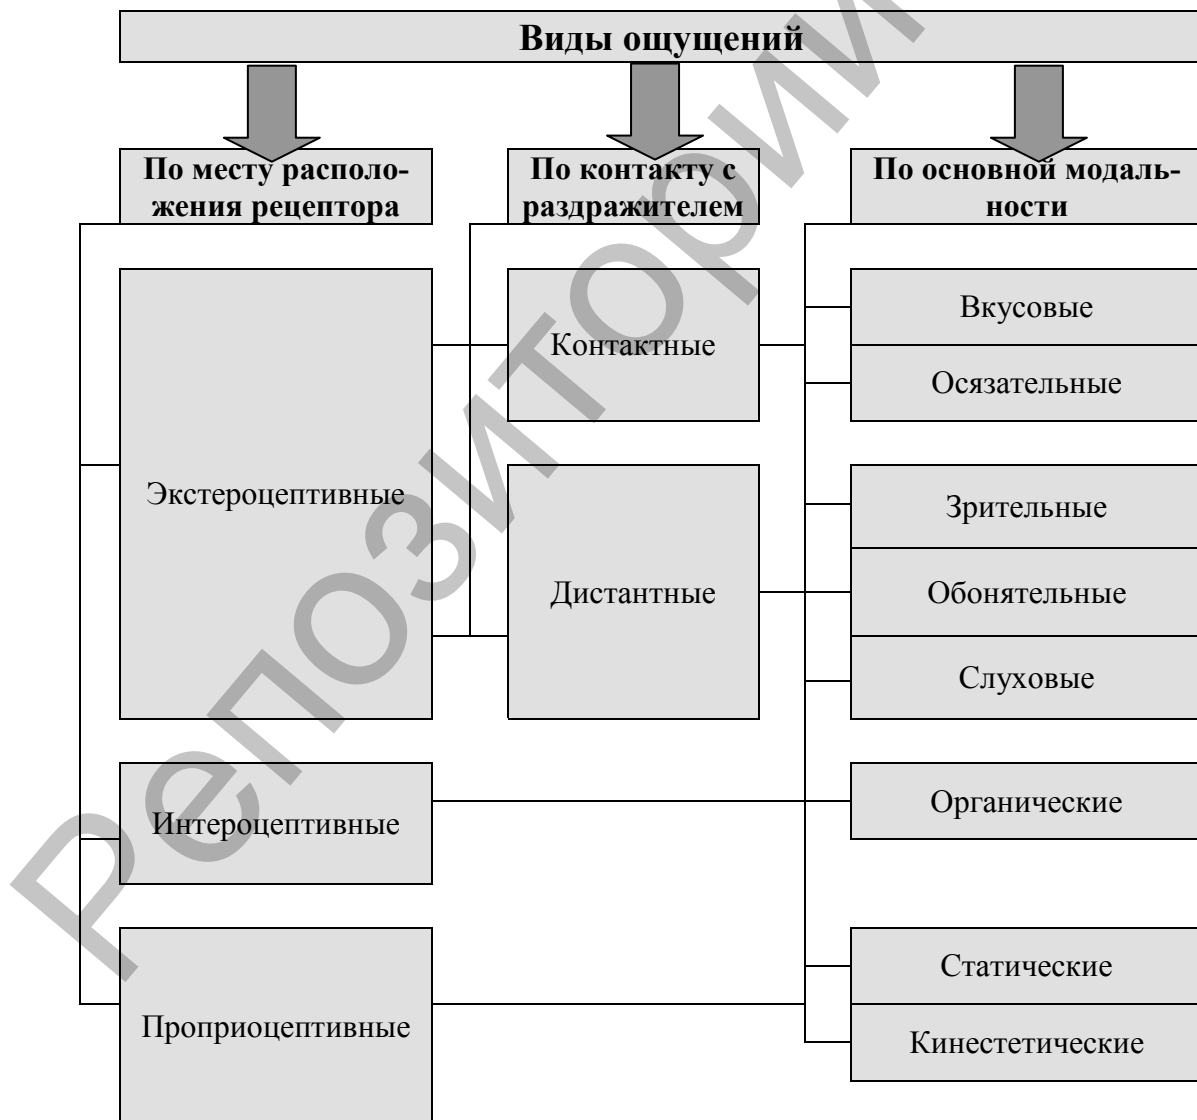 Виды ощущений
По месту располо-
жения рецептора
По контакту с
раздражителем
По основной модаль-
ности
Экстероцептивные
Интероцептивные
Проприоцептивные
Контактные
Дистантные
Вкусовые
Осязательные
Зрительные
Обонятельные
Слуховые
Органические
Статические
Кинестетические
Репозитории